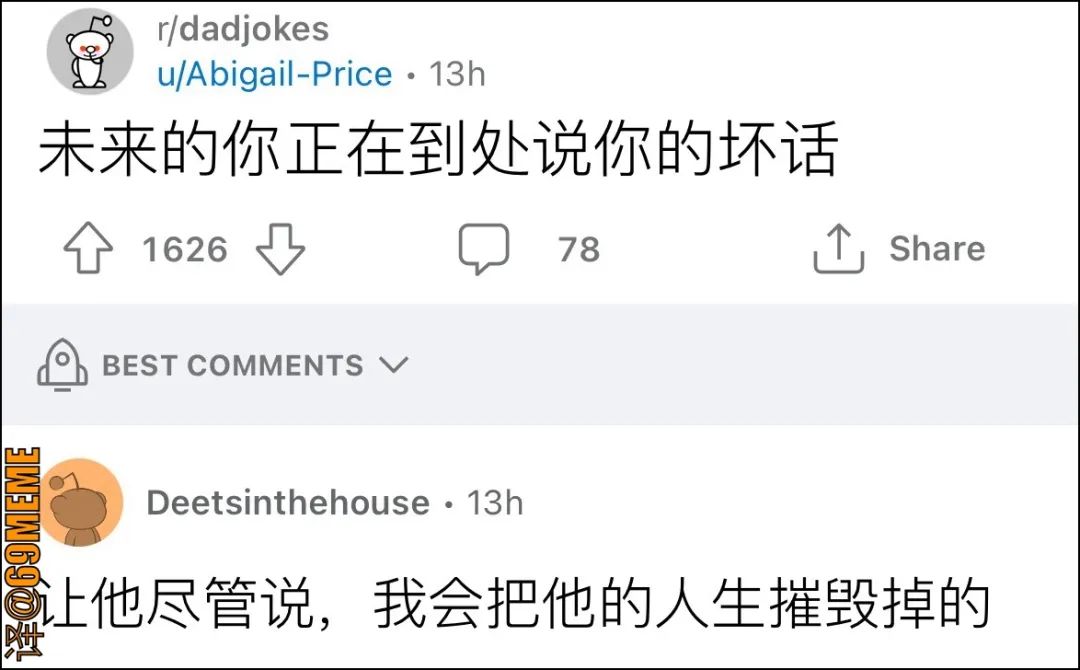 r/dadjokes
u/Abigail-Price • 13h
未来的你正在到处说你的坏话
1626 78 Share
BEST COMMENTS
Deetsinthehouse • 13h
让他尽管说，我会把他的人生摧毁掉的
译@69MEME